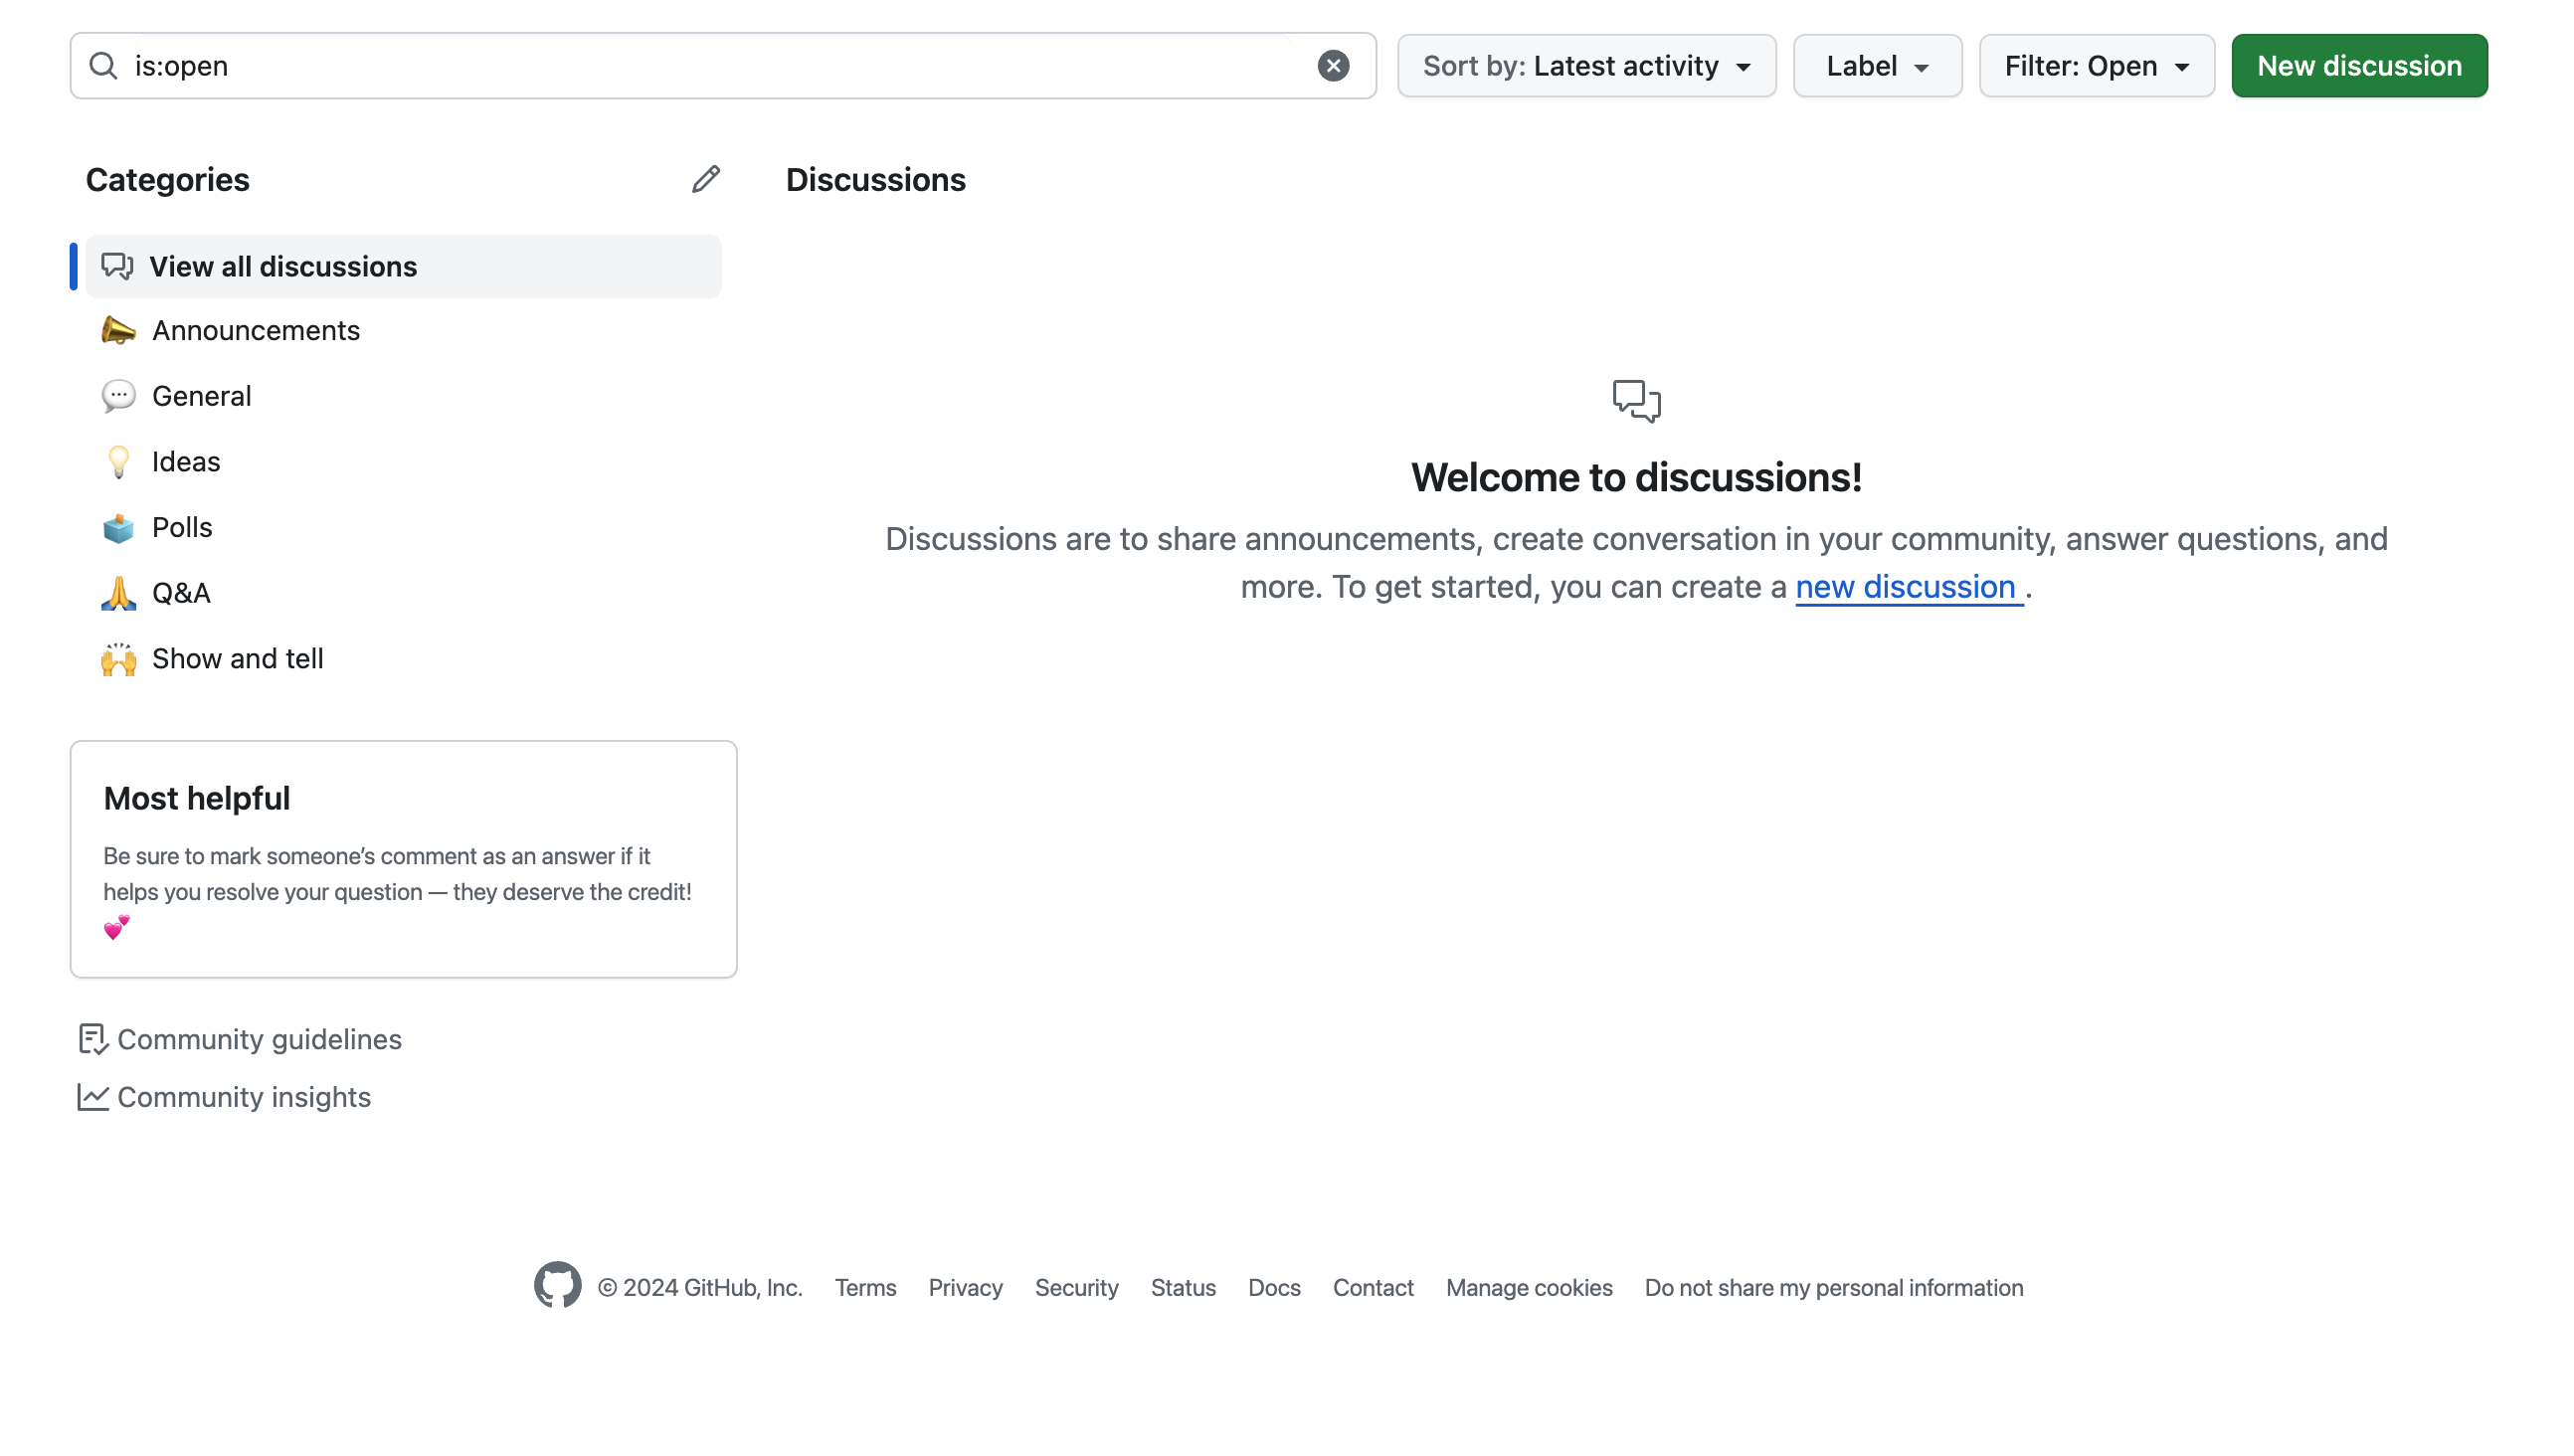 is:open
Sort by: Latest activity
Label
Filter: Open
New discussion
Categories
Discussions
View all discussions
Announcements
General
Ideas
Polls
Q&A
Show and tell
Welcome to discussions!
Discussions are to share announcements, create conversation in your community, answer questions, and
more. To get started, you can create a new discussion .
Most helpful
Be sure to mark someone’s comment as an answer if it
helps you resolve your question — they deserve the credit!
💕
Community guidelines
Community insights
© 2024 GitHub, Inc. Terms Privacy Security Status Docs Contact Manage cookies Do not share my personal information